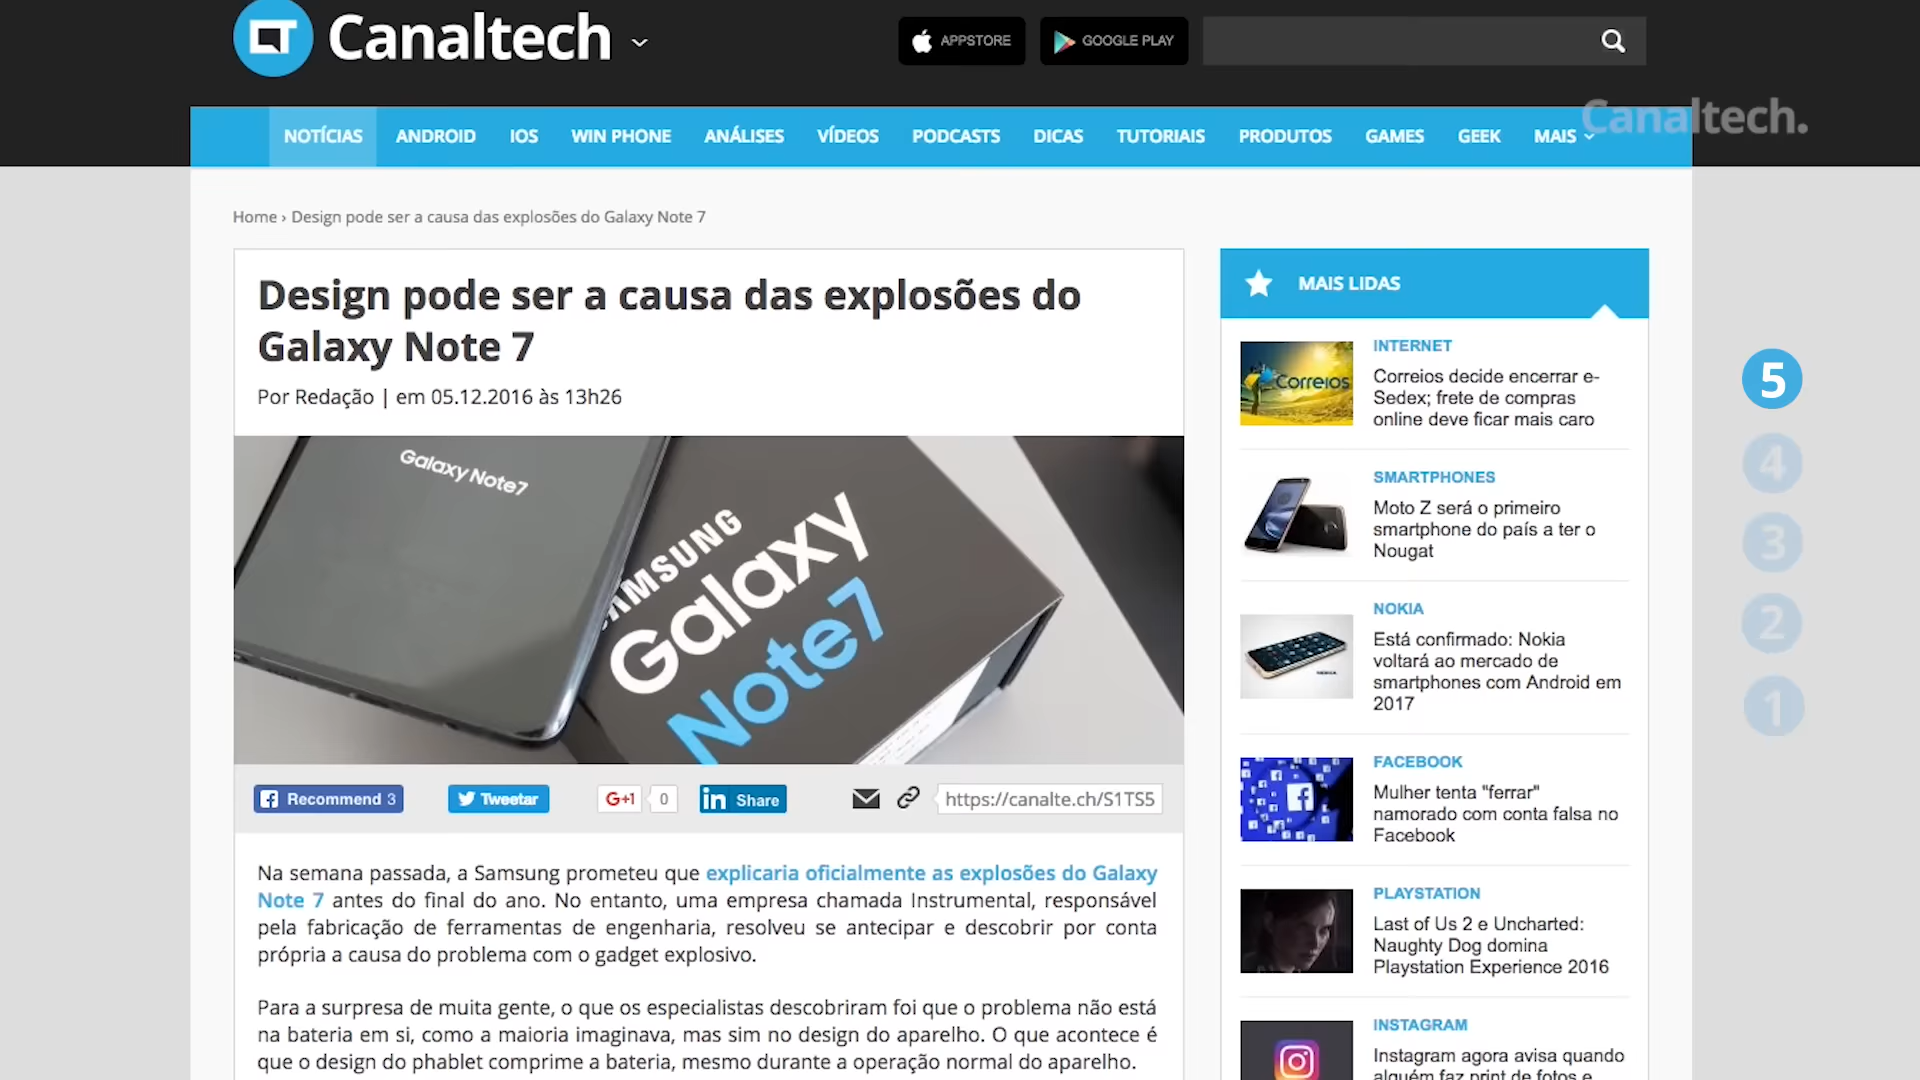 Canaltech
APPSTORE
GOOGLE PLAY
Canaltech.
NOTÍCIAS ANDROID IOS WIN PHONE ANÁLISES VÍDEOS PODCASTS DICAS TUTORIAIS PRODUTOS GAMES GEEK MAIS
Home › Design pode ser a causa das explosões do Galaxy Note 7
Design pode ser a causa das explosões do
Galaxy Note 7
Por Redação | em 05.12.2016 às 13h26
Galaxy Note7
SAMSUNG
Galaxy
Note7
Recommend 3
Tweetar
G+1 0
in Share
https://canalte.ch/S1TS5
Na semana passada, a Samsung prometeu que explicaria oficialmente as explosões do Galaxy
Note 7 antes do final do ano. No entanto, uma empresa chamada Instrumental, responsável
pela fabricação de ferramentas de engenharia, resolveu se antecipar e descobrir por conta
própria a causa do problema com o gadget explosivo.
Para a surpresa de muita gente, o que os especialistas descobriram foi que o problema não está
na bateria em si, como a maioria imaginava, mas sim no design do aparelho. O que acontece é
que o design do phablet comprime a bateria, mesmo durante a operação normal do aparelho.
MAIS LIDAS
Correios
INTERNET
Correios decide encerrar e-
Sedex; frete de compras
online deve ficar mais caro
SMARTPHONES
Moto Z será o primeiro
smartphone do país a ter o
Nougat
NOKIA
Está confirmado: Nokia
voltará ao mercado de
smartphones com Android em
2017
FACEBOOK
Mulher tenta "ferrar"
namorado com conta falsa no
Facebook
PLAYSTATION
Last of Us 2 e Uncharted:
Naughty Dog domina
Playstation Experience 2016
INSTAGRAM
Instagram agora avisa quando
alguém faz print de fotos e
5
4
3
2
1